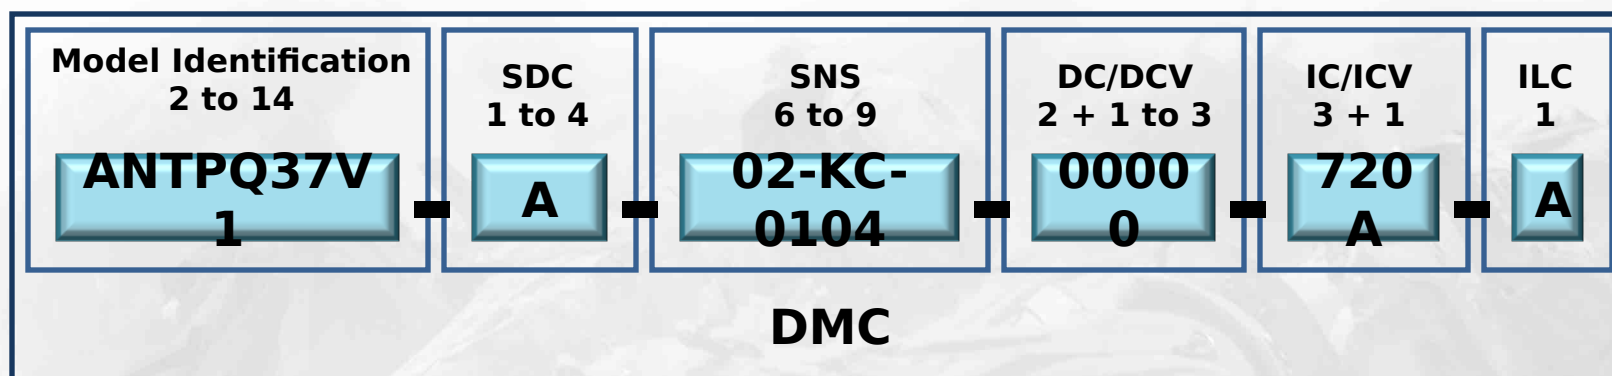 Model Identification
2 to 14
ANTPQ37V
1
SDC
1 to 4
A
SNS
6 to 9
02-KC-
0104
DC/DCV
2 + 1 to 3
0000
0
IC/ICV
3 + 1
720
A
ILC
1
A
DMC